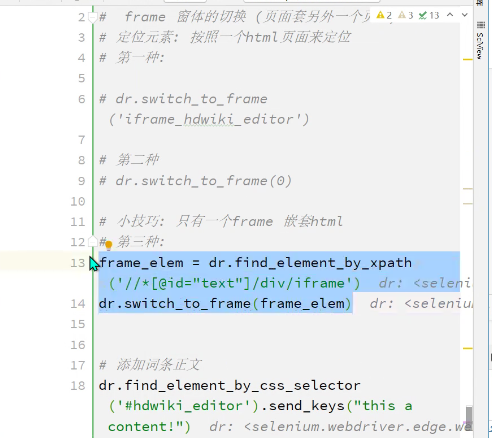 2 #  frame 窗体的切换 (页面套另外一个页 2 3 13
3 # 定位元素: 按照一个html页面来定位
4 # 第一种:
5
6 # dr.switch_to_frame
('iframe_hdwiki_editor')
7
8 # 第二种
9 # dr.switch_to_frame(0)
10
11 # 小技巧: 只有一个frame 嵌套html
12 # 第三种:
13 frame_elem = dr.find_element_by_xpath
('//*[@id="text"]/div/iframe')  dr: <seleni
14 dr.switch_to_frame(frame_elem)  dr: <selenium
15
16
17 # 添加词条正文
18 dr.find_element_by_css_selector
('#hdwiki_editor').send_keys("this a
content!")  dr: <selenium.webdriver.edge.we
SciView